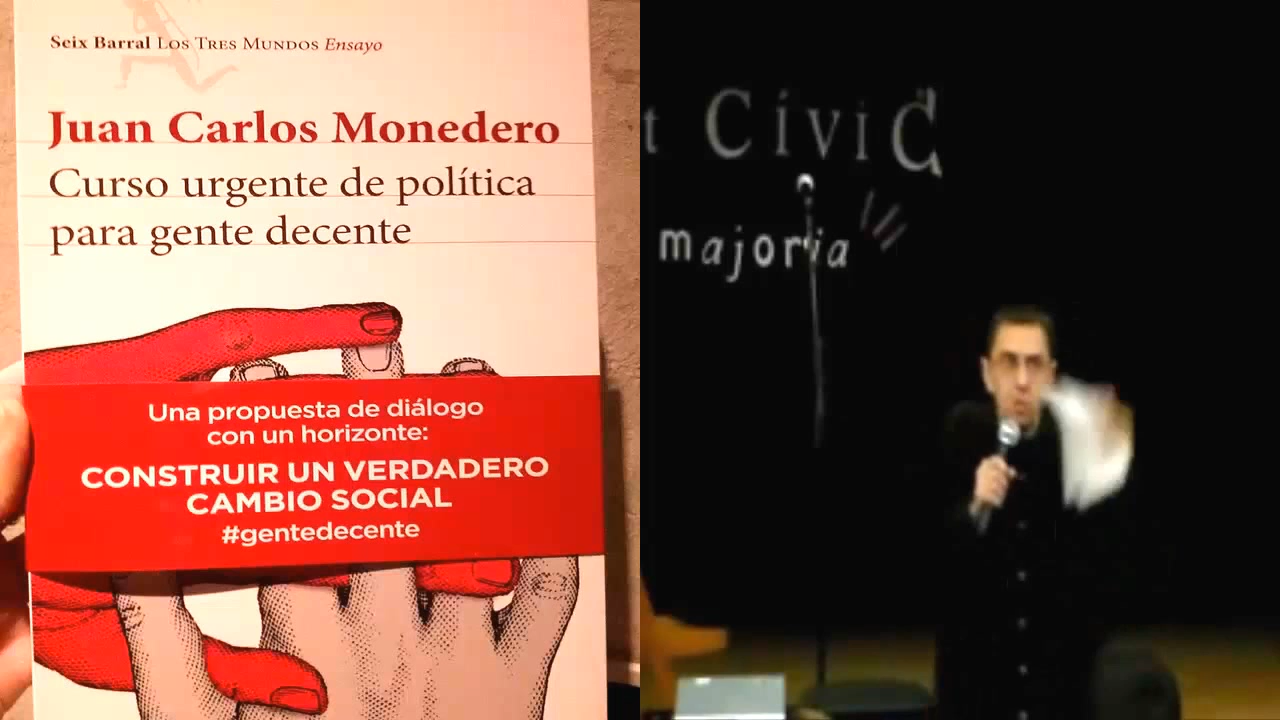 Seix Barral Los Tres Mundos Ensayo
Juan Carlos Monedero
Curso urgente de política
para gente decente
Una propuesta de diálogo
con un horizonte:
CONSTRUIR UN VERDADERO
CAMBIO SOCIAL
#gentedecente
t CíviC
majoria